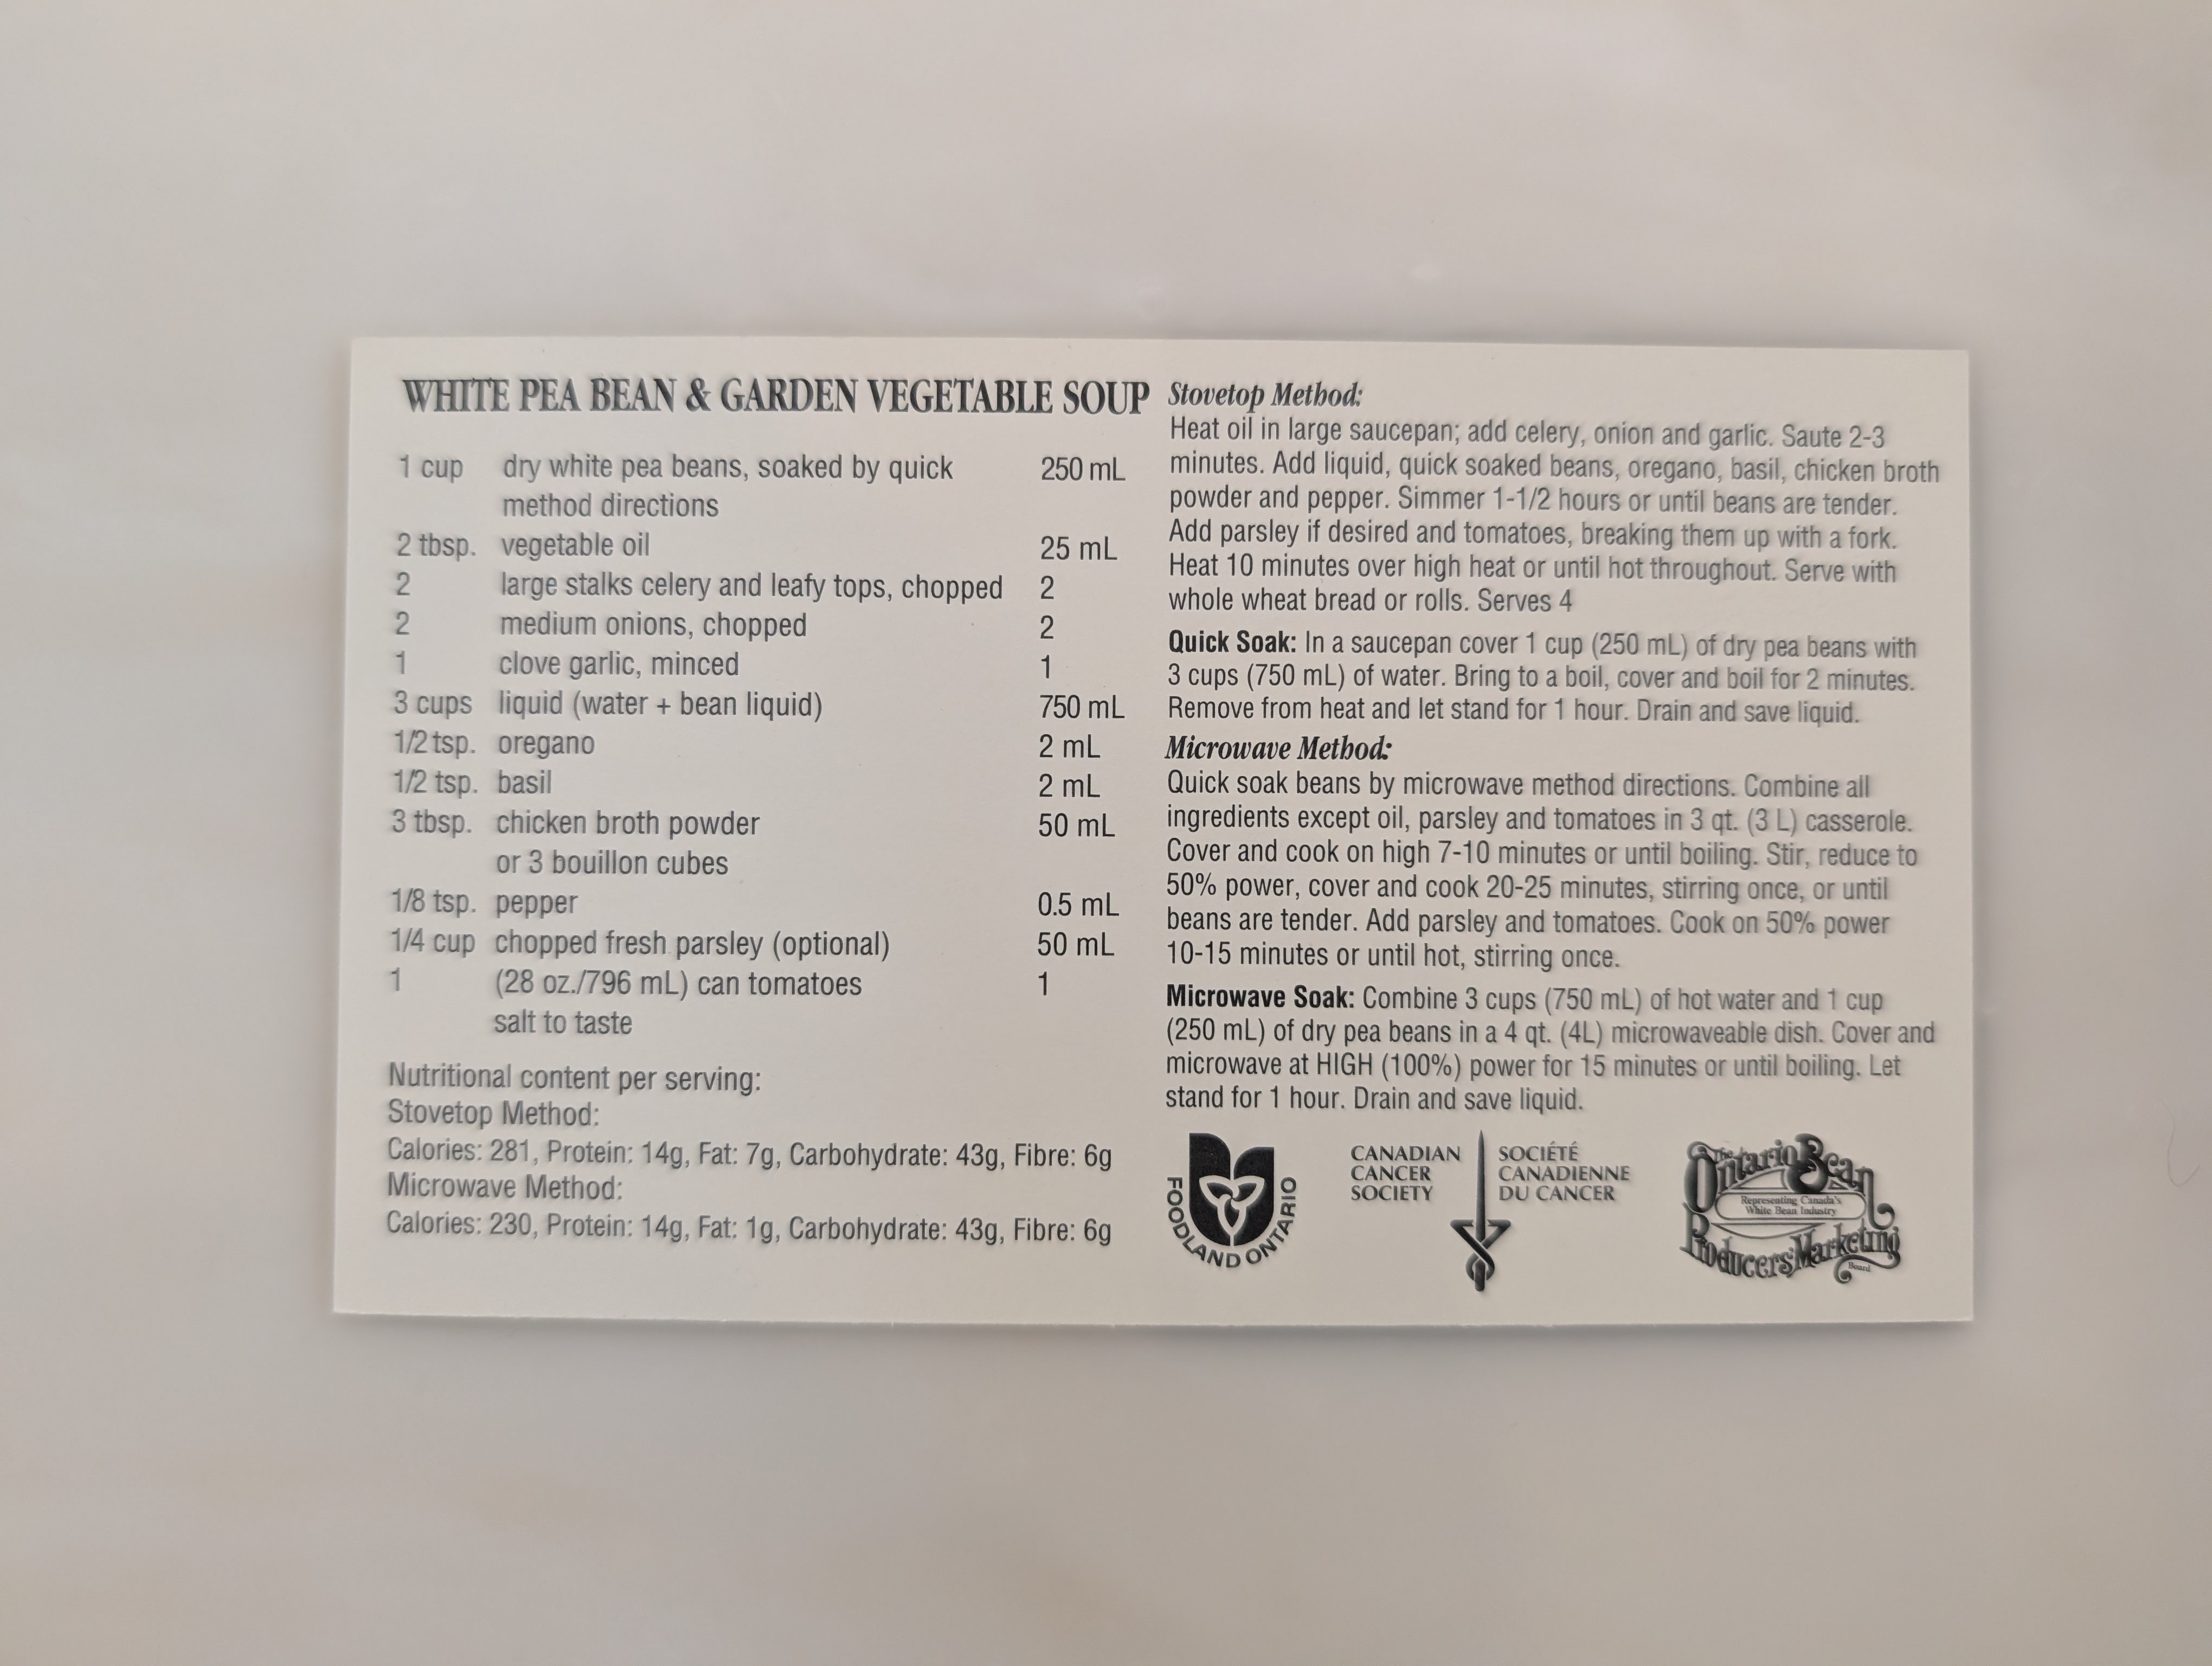 WHITE PEA BEAN & GARDEN VEGETABLE SOUP
1 cup dry white pea beans, soaked by quick 250 mL
method directions
2 tbsp. vegetable oil 25 mL
2 large stalks celery and leafy tops, chopped 2
2 medium onions, chopped 2
1 clove garlic, minced 1
3 cups liquid (water + bean liquid) 750 mL
1/2 tsp. oregano 2 mL
1/2 tsp. basil 2 mL
3 tbsp. chicken broth powder 50 mL
or 3 bouillon cubes
1/8 tsp. pepper 0.5 mL
1/4 cup chopped fresh parsley (optional) 50 mL
1 (28 oz./796 mL) can tomatoes 1
salt to taste
Nutritional content per serving:
Stovetop Method:
Calories: 281, Protein: 14g, Fat: 7g, Carbohydrate: 43g, Fibre: 6g
Microwave Method:
Calories: 230, Protein: 14g, Fat: 1g, Carbohydrate: 43g, Fibre: 6g
Stovetop Method:
Heat oil in large saucepan; add celery, onion and garlic. Saute 2-3
minutes. Add liquid, quick soaked beans, oregano, basil, chicken broth
powder and pepper. Simmer 1-1/2 hours or until beans are tender.
Add parsley if desired and tomatoes, breaking them up with a fork.
Heat 10 minutes over high heat or until hot throughout. Serve with
whole wheat bread or rolls. Serves 4
Quick Soak: In a saucepan cover 1 cup (250 mL) of dry pea beans with
3 cups (750 mL) of water. Bring to a boil, cover and boil for 2 minutes.
Remove from heat and let stand for 1 hour. Drain and save liquid.
Microwave Method:
Quick soak beans by microwave method directions. Combine all
ingredients except oil, parsley and tomatoes in 3 qt. (3 L) casserole.
Cover and cook on high 7-10 minutes or until boiling. Stir, reduce to
50% power, cover and cook 20-25 minutes, stirring once, or until
beans are tender. Add parsley and tomatoes. Cook on 50% power
10-15 minutes or until hot, stirring once.
Microwave Soak: Combine 3 cups (750 mL) of hot water and 1 cup
(250 mL) of dry pea beans in a 4 qt. (4L) microwaveable dish. Cover and
microwave at HIGH (100%) power for 15 minutes or until boiling. Let
stand for 1 hour. Drain and save liquid.
FOODLAND ONTARIO
CANADIAN
CANCER
SOCIETY
SOCIÉTÉ
CANADIENNE
DU CANCER
The
Ontario Bean
Representing Canada's
White Bean Industry
Producers' Marketing
Board